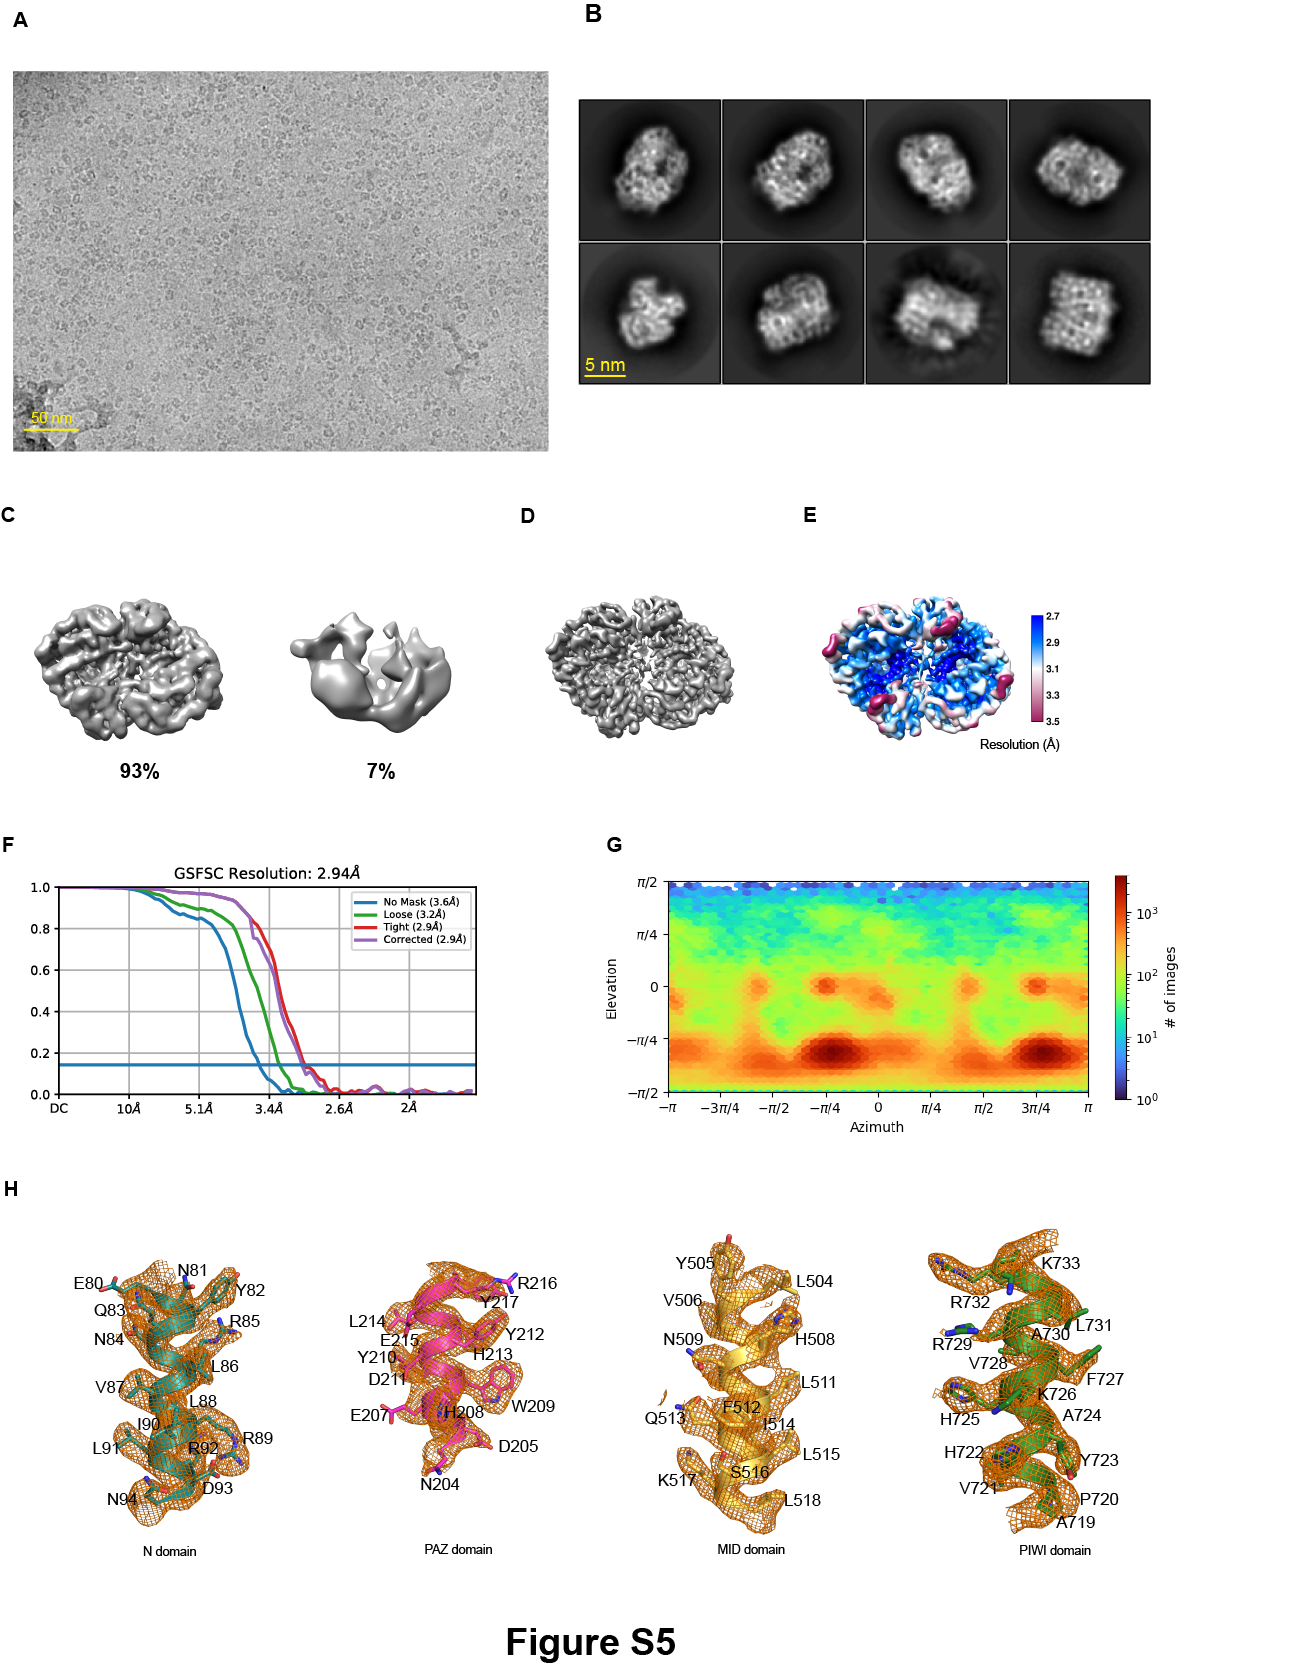 A
B
50 nm
5 nm
C
D
E
93%
7%
2.7
2.9
3.1
3.3
3.5
Resolution (Å)
F
GSFSC Resolution: 2.94Å
1.0
0.8
0.6
0.4
0.2
0.0
No Mask (3.6Å)
Loose (3.2Å)
Tight (2.9Å)
Corrected (2.9Å)
DC 10Å 5.1Å 3.4Å 2.6Å 2Å
G
Elevation
π/2
π/4
0
−π/4
−π/2
−π −3π/4 −π/2 −π/4 0 π/4 π/2 3π/4 π
Azimuth
10³
10²
10¹
10⁰
# of images
H
E80
N81
Y82
Q83
N84
R85
L86
V87
L88
I90
R89
L91
R92
D93
N94
N domain
R216
Y217
L214
E215
Y212
Y210
H213
D211
W209
E207
H208
D205
N204
PAZ domain
Y505
L504
V506
N509
H508
L511
F512
Q513
I514
L515
S516
K517
L518
MID domain
K733
R732
L731
A730
R729
V728
F727
K726
H725
A724
H722
Y723
V721
P720
A719
PIWI domain
Figure S5